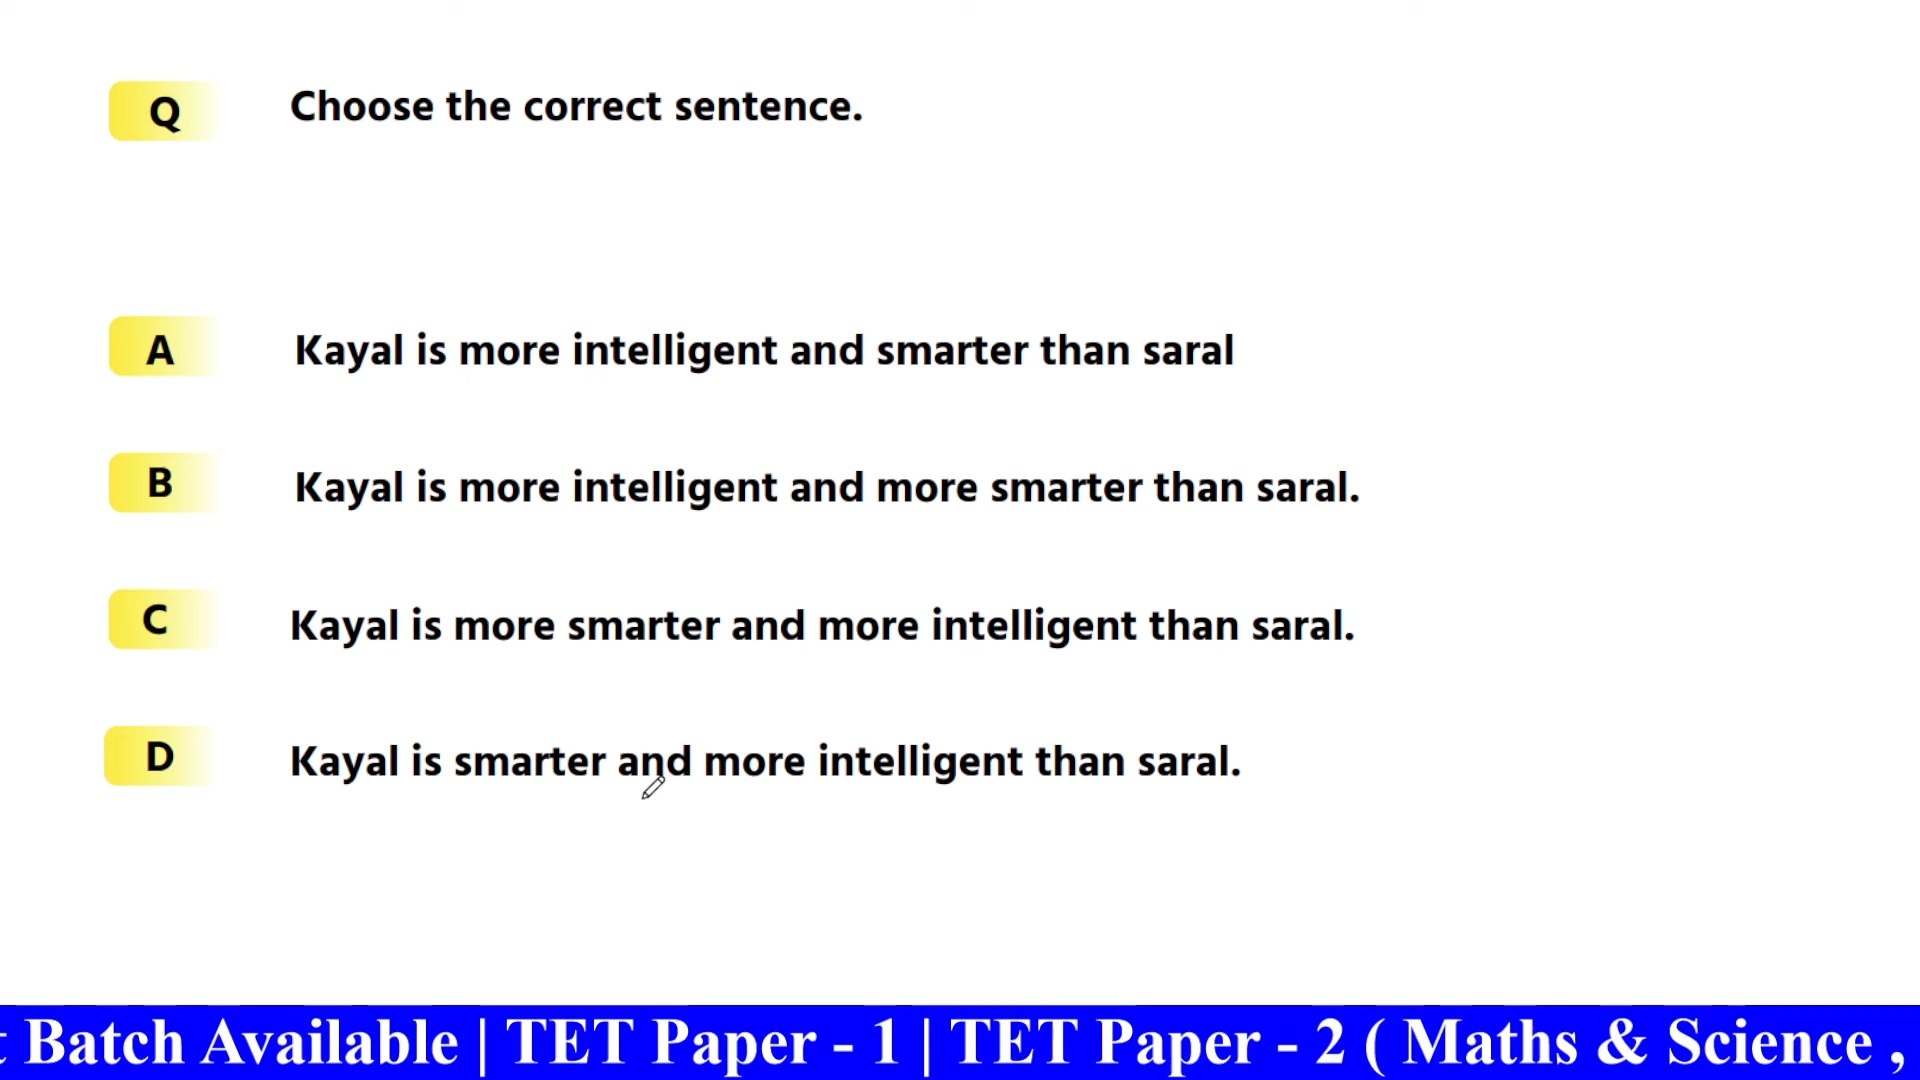 Q Choose the correct sentence.
A Kayal is more intelligent and smarter than saral
B Kayal is more intelligent and more smarter than saral.
C Kayal is more smarter and more intelligent than saral.
D Kayal is smarter and more intelligent than saral.
t Batch Available | TET Paper - 1 | TET Paper - 2 ( Maths & Science ,